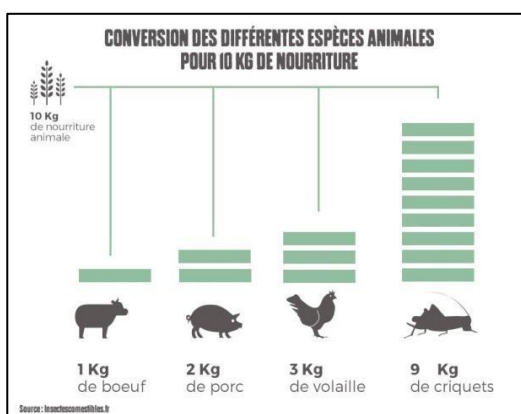 CONVERSION DES DIFFÉRENTES ESPÈCES ANIMALES
POUR 10 KG DE NOURRITURE
10 Kg
de nourriture
animale
1 Kg
de boeuf
2 Kg
de porc
3 Kg
de volaille
9 Kg
de criquets
Source : Insectescomestibles.fr